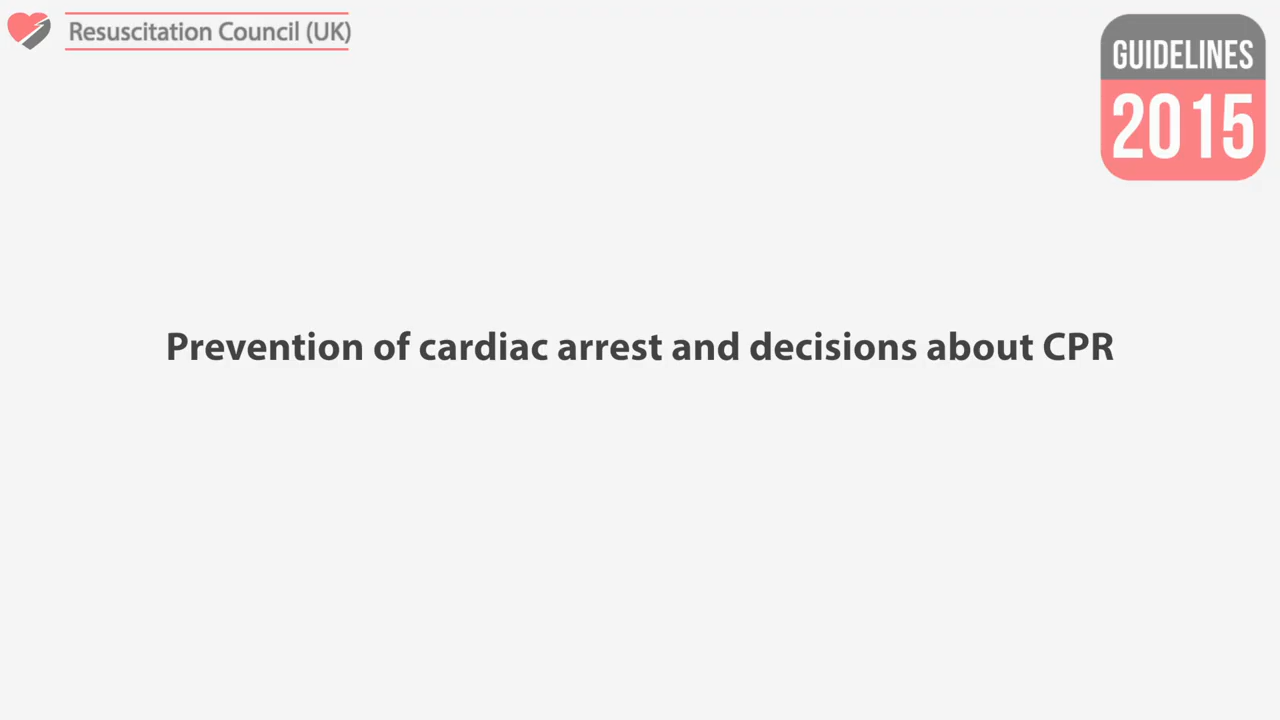 Resuscitation Council (UK)
GUIDELINES
2015
Prevention of cardiac arrest and decisions about CPR